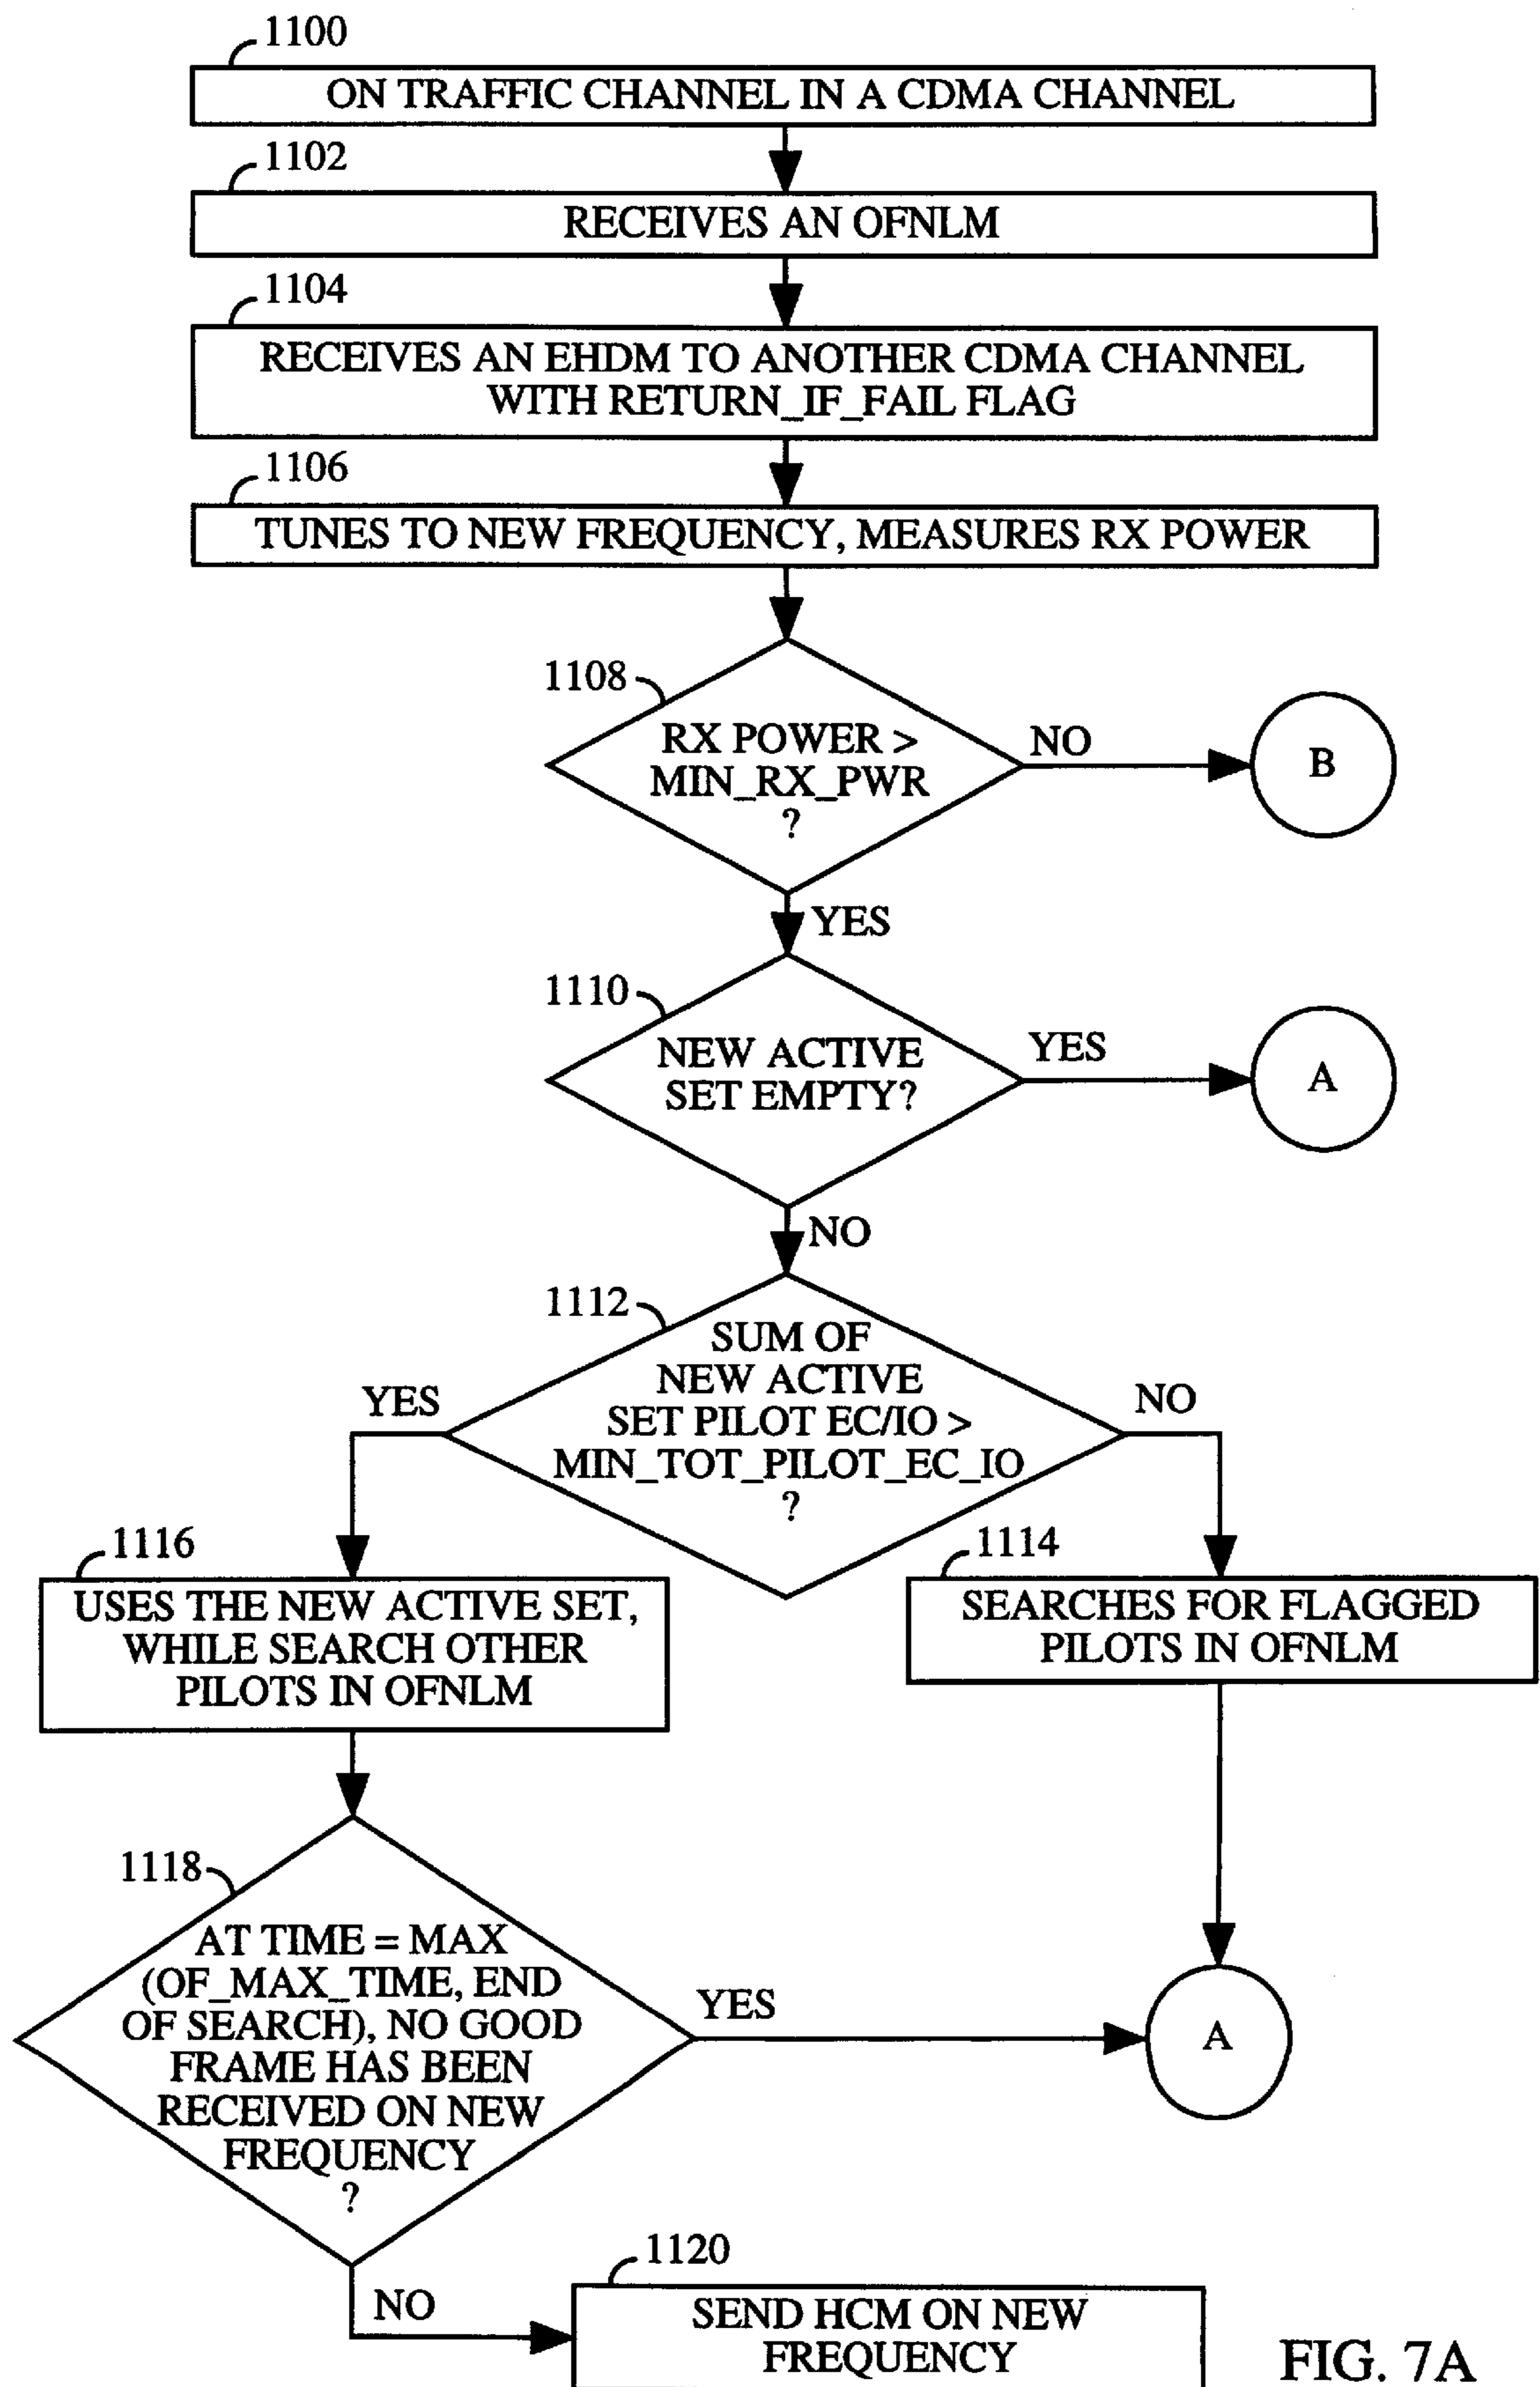 1100
ON TRAFFIC CHANNEL IN A CDMA CHANNEL
1102
RECEIVES AN OFNLM
1104
RECEIVES AN EHDM TO ANOTHER CDMA CHANNEL
WITH RETURN_IF_FAIL FLAG
1106
TUNES TO NEW FREQUENCY, MEASURES RX POWER
1108
RX POWER >
MIN_RX_PWR
?
NO
B
YES
1110
NEW ACTIVE
SET EMPTY?
YES
A
NO
1112
SUM OF
NEW ACTIVE
SET PILOT EC/IO >
MIN_TOT_PILOT_EC_IO
?
YES
NO
1116
USES THE NEW ACTIVE SET,
WHILE SEARCH OTHER
PILOTS IN OFNLM
1114
SEARCHES FOR FLAGGED
PILOTS IN OFNLM
1118
AT TIME = MAX
(OF_MAX_TIME, END
OF SEARCH), NO GOOD
FRAME HAS BEEN
RECEIVED ON NEW
FREQUENCY
?
YES
A
NO
1120
SEND HCM ON NEW
FREQUENCY
FIG. 7A